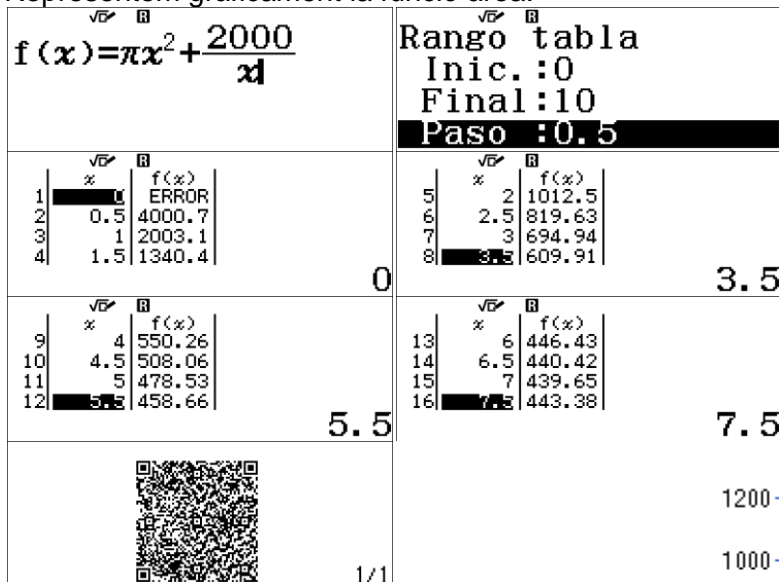 Representem gràficament la funció àrea.
√▱ R
f(x)=πx²+2000/x
√▱ R
Rango tabla
Inic.:0
Final:10
Paso :0.5
√▱ R
x f(x)
1 0 ERROR
2 0.5 4000.7
3 1 2003.1
4 1.5 1340.4
0
√▱ R
x f(x)
5 2 1012.5
6 2.5 819.63
7 3 694.94
8 3.5 609.91
3.5
√▱ R
x f(x)
9 4 550.26
10 4.5 508.06
11 5 478.53
12 5.5 458.66
5.5
√▱ R
x f(x)
13 6 446.43
14 6.5 440.42
15 7 439.65
16 7.5 443.38
7.5
1/1
1200
1000